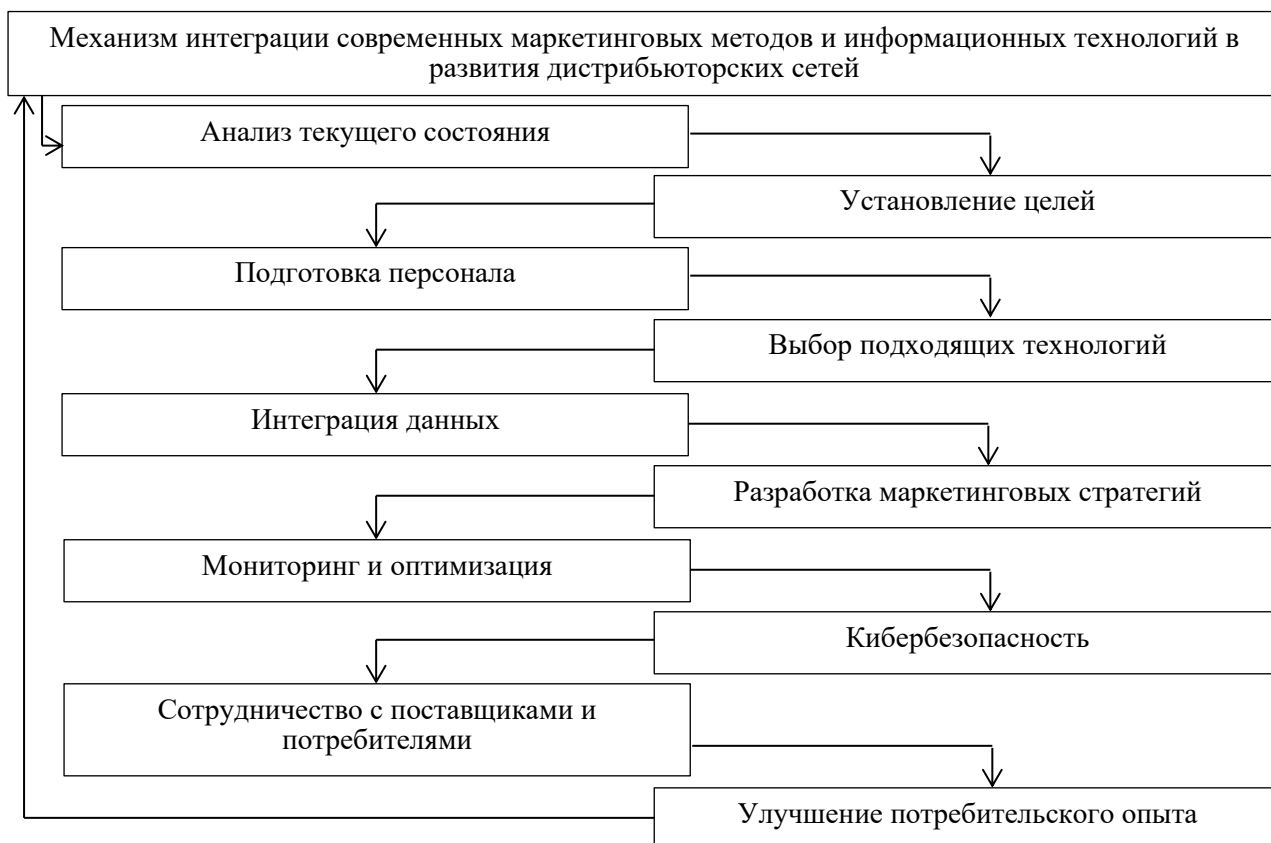 Механизм интеграции современных маркетинговых методов и информационных технологий в
развития дистрибьюторских сетей
Анализ текущего состояния
Установление целей
Подготовка персонала
Выбор подходящих технологий
Интеграция данных
Разработка маркетинговых стратегий
Мониторинг и оптимизация
Кибербезопасность
Сотрудничество с поставщиками и
потребителями
Улучшение потребительского опыта